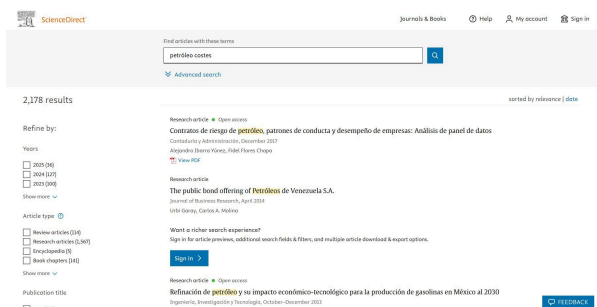 ScienceDirect
Journals & Books
Help
My account
Sign in
Find articles with these terms
petróleo costes
Advanced search
2,178 results
sorted by relevance | date
Refine by:
Years
2025 (36)
2024 (127)
2023 (100)
Show more
Article type
Review articles (114)
Research articles (1,567)
Encyclopedia (5)
Book chapters (141)
Show more
Publication title
Research article • Open access
Contratos de riesgo de petróleo, patrones de conducta y desempeño de empresas: Análisis de panel de datos
Contaduría y Administración, December 2017
Alejandro Ibarra Yúnez, Fidel Flores Chapa
View PDF
Research article
The public bond offering of Petróleos de Venezuela S.A.
Journal of Business Research, April 2014
Urbi Garay, Carlos A. Molina
Want a richer search experience?
Sign in for article previews, additional search fields & filters, and multiple article download & export options.
Sign in
Research article • Open access
Refinación de petróleo y su impacto económico-tecnológico para la producción de gasolinas en México al 2030
Ingeniería, Investigación y Tecnología, October–December 2013
FEEDBACK